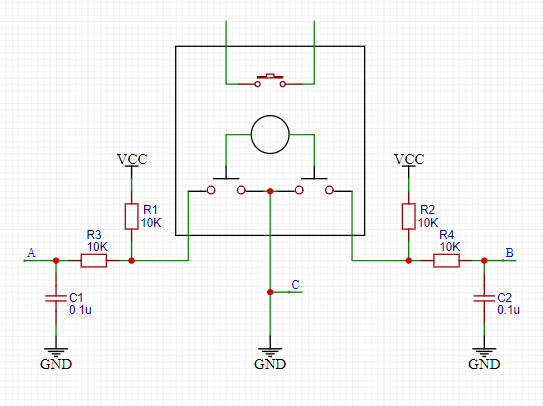 VCC
VCC
R1
10K
R2
10K
R3
10K
R4
10K
A
B
C
C1
0.1u
C2
0.1u
GND
GND
GND